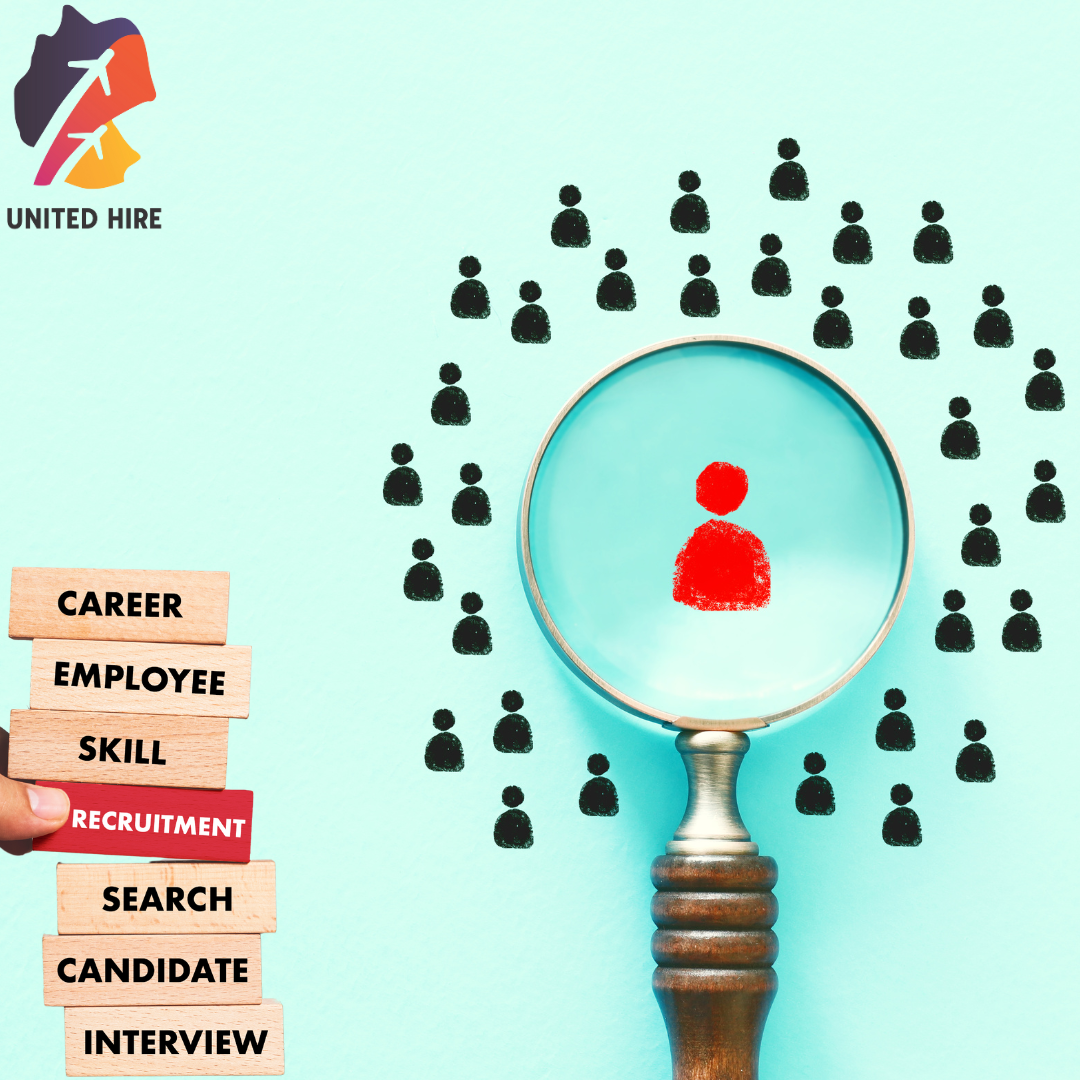 UNITED HIRE
CAREER
EMPLOYEE
SKILL
RECRUITMENT
SEARCH
CANDIDATE
INTERVIEW